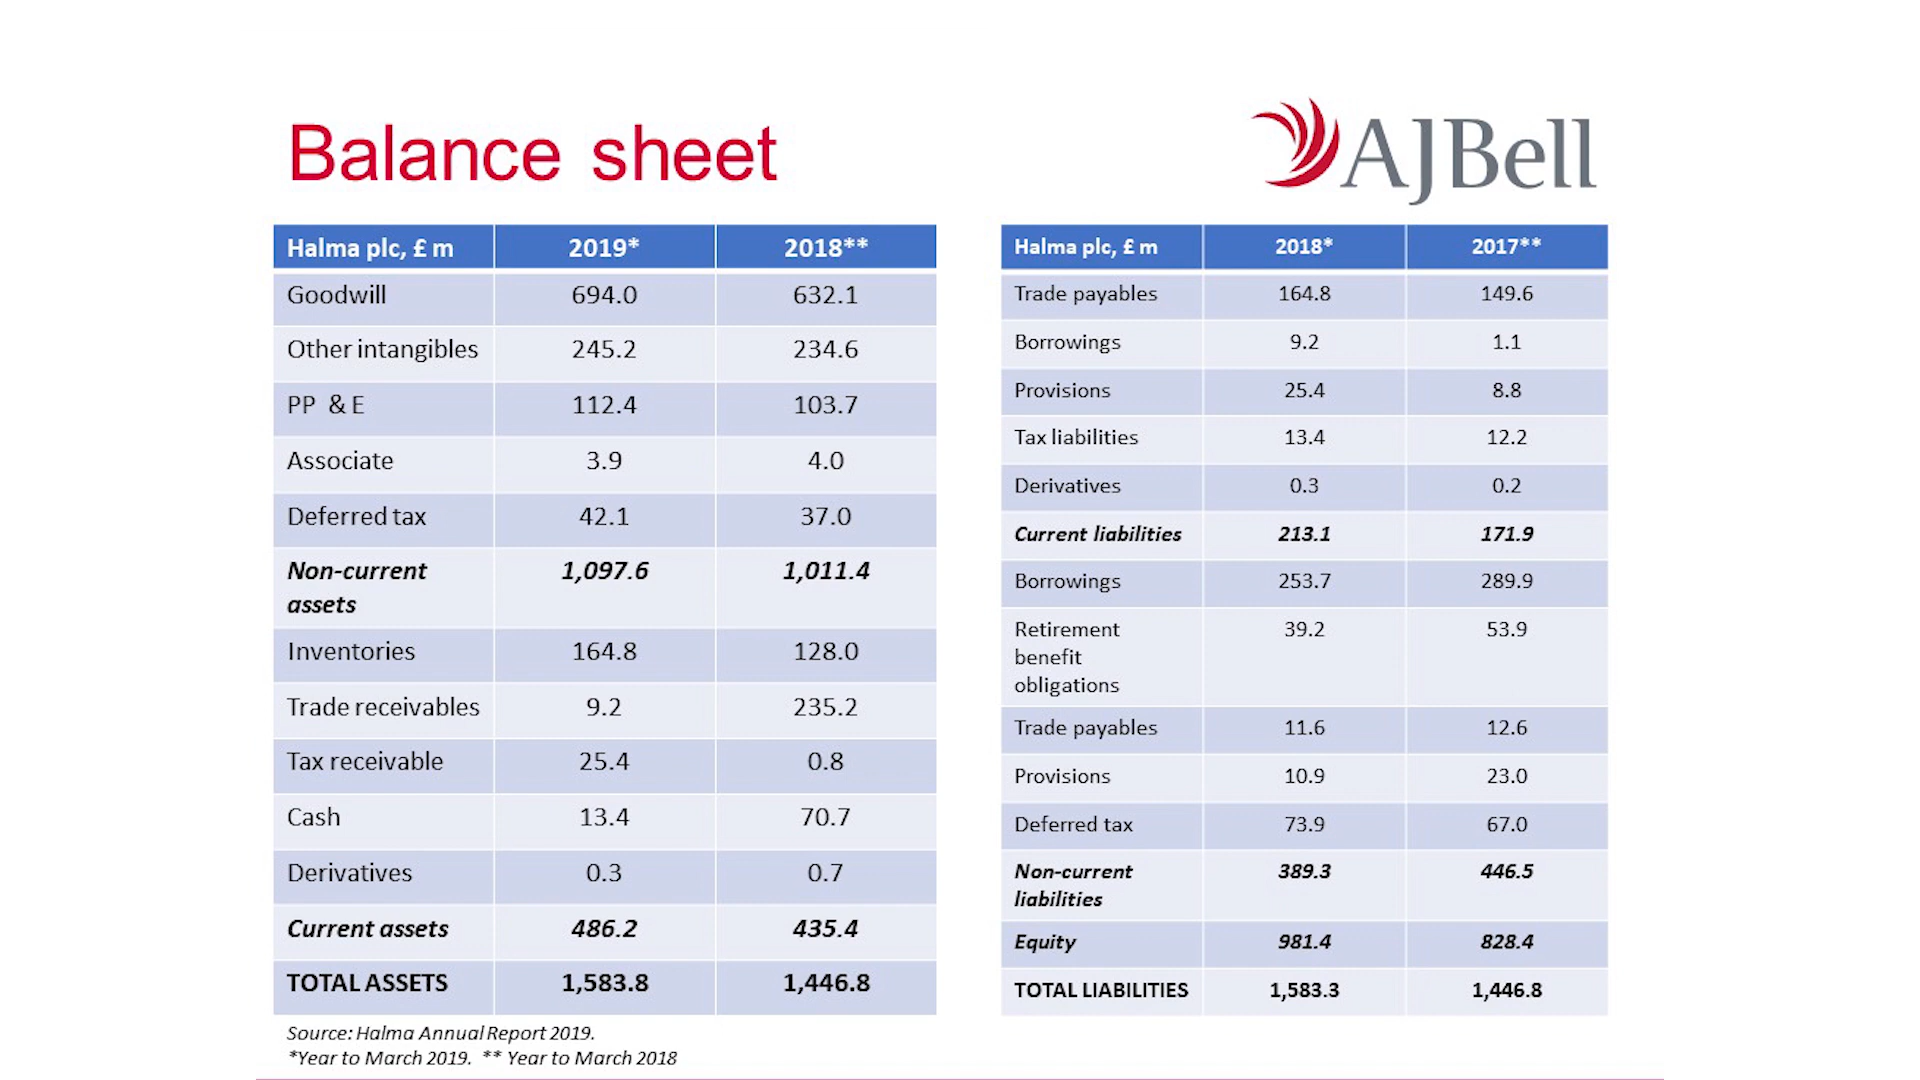 Balance sheet
AJBell
Halma plc, £ m 2019* 2018**
Goodwill 694.0 632.1
Other intangibles 245.2 234.6
PP & E 112.4 103.7
Associate 3.9 4.0
Deferred tax 42.1 37.0
Non-current 1,097.6 1,011.4
assets
Inventories 164.8 128.0
Trade receivables 9.2 235.2
Tax receivable 25.4 0.8
Cash 13.4 70.7
Derivatives 0.3 0.7
Current assets 486.2 435.4
TOTAL ASSETS 1,583.8 1,446.8
Source: Halma Annual Report 2019.
*Year to March 2019. ** Year to March 2018
Halma plc, £ m 2018* 2017**
Trade payables 164.8 149.6
Borrowings 9.2 1.1
Provisions 25.4 8.8
Tax liabilities 13.4 12.2
Derivatives 0.3 0.2
Current liabilities 213.1 171.9
Borrowings 253.7 289.9
Retirement 39.2 53.9
benefit
obligations
Trade payables 11.6 12.6
Provisions 10.9 23.0
Deferred tax 73.9 67.0
Non-current 389.3 446.5
liabilities
Equity 981.4 828.4
TOTAL LIABILITIES 1,583.3 1,446.8